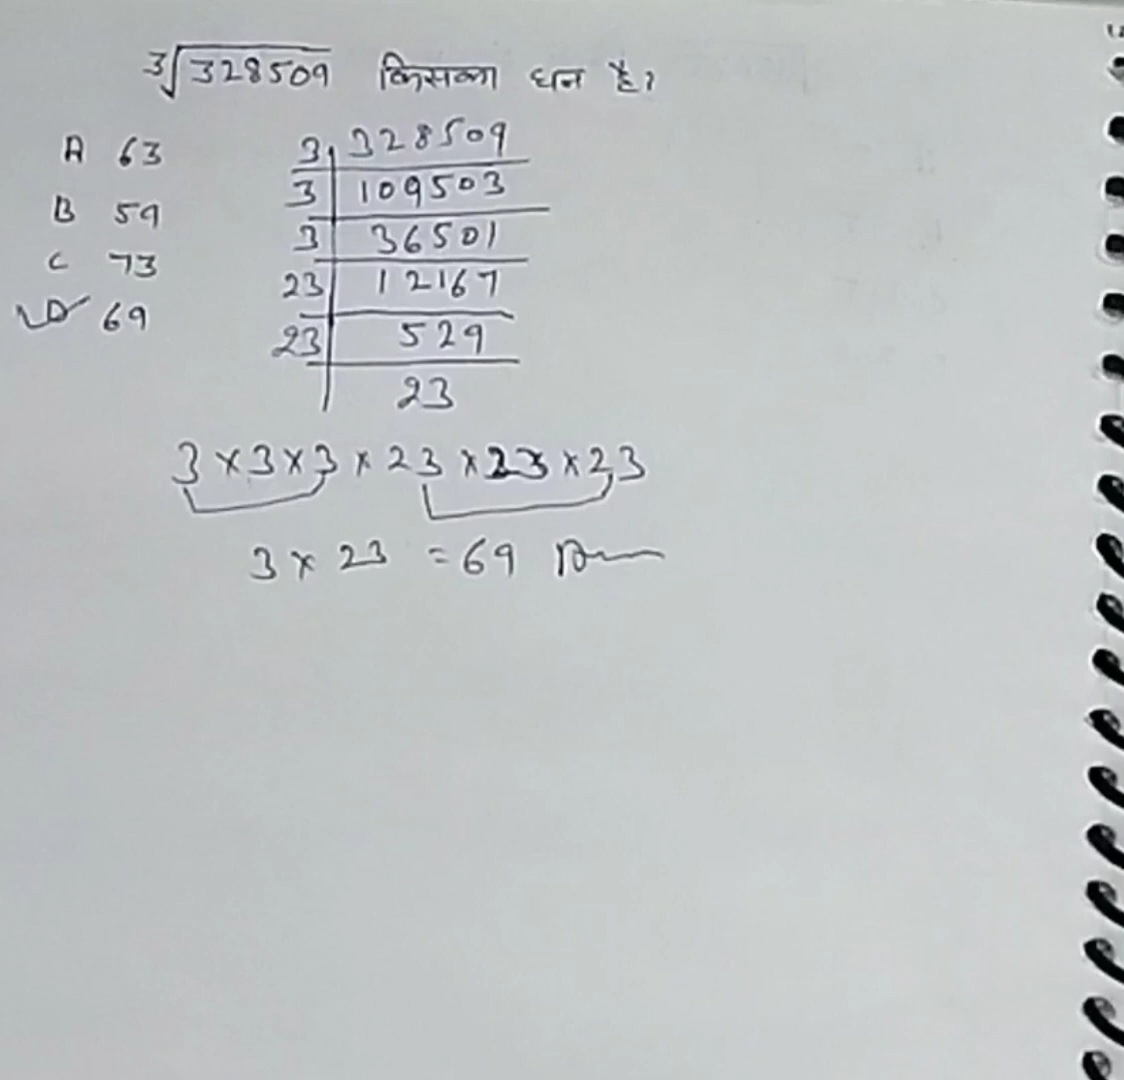 ∛328509 किसका घन है?
A 63
B 59
C 73
D 69
3 | 328509
3 | 109503
3 | 36501
23 | 12167
23 | 529
23
3 × 3 × 3 × 23 × 23 × 23
3 × 23 = 69